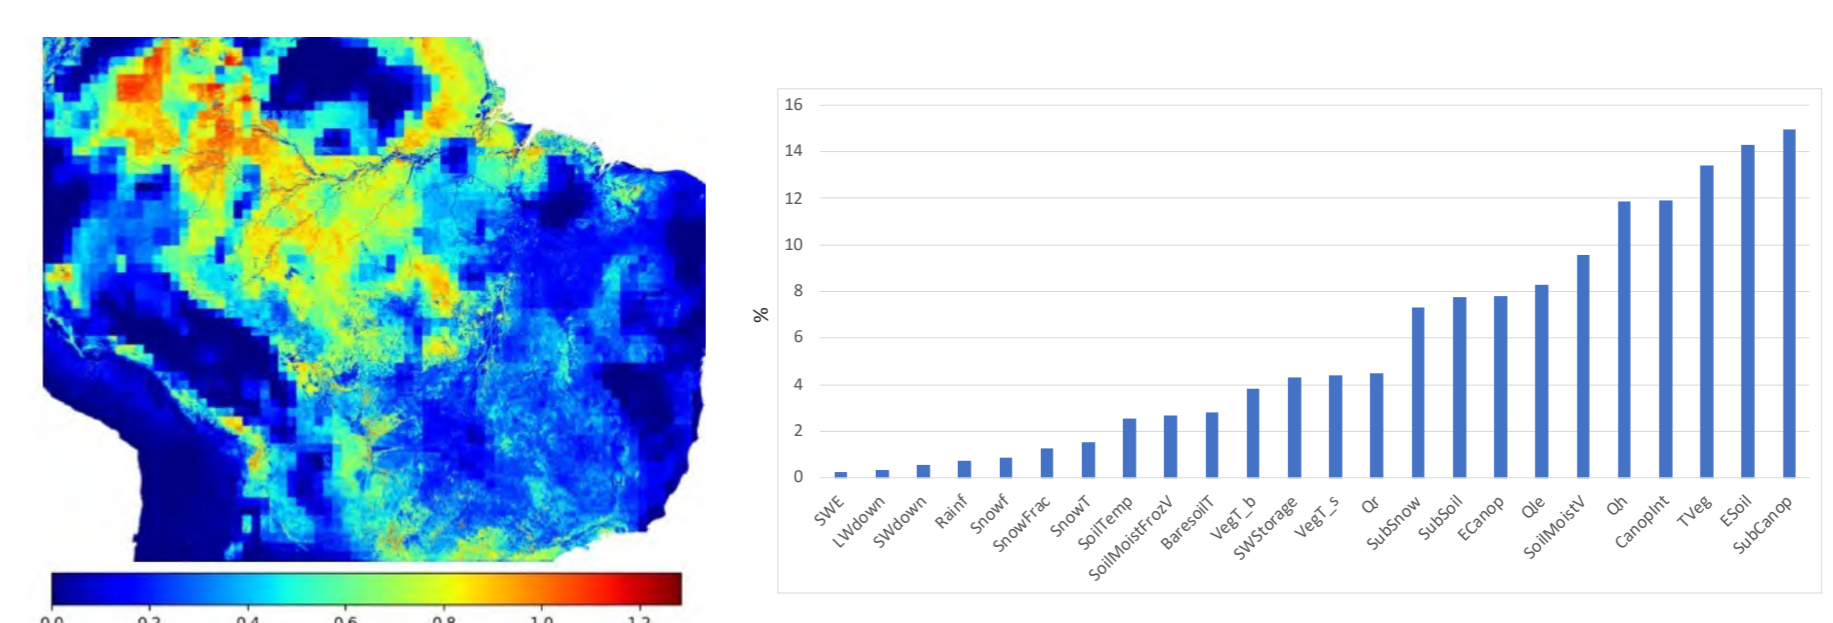 0.0 0.2 0.4 0.6 0.8 1.0 1.2
16
14
12
10
8
6
4
2
0
%
SWE
LWdown
SWdown
Rainf
Snowf
SnowFrac
SnowT
SoilTemp
SoilMoistFrozV
BaresoilT
VegT_b
SWStorage
VegT_s
Qr
SubSnow
SubSoil
ECanop
Qle
SoilMoistV
Qh
CanopInt
TVeg
ESoil
SubCanop